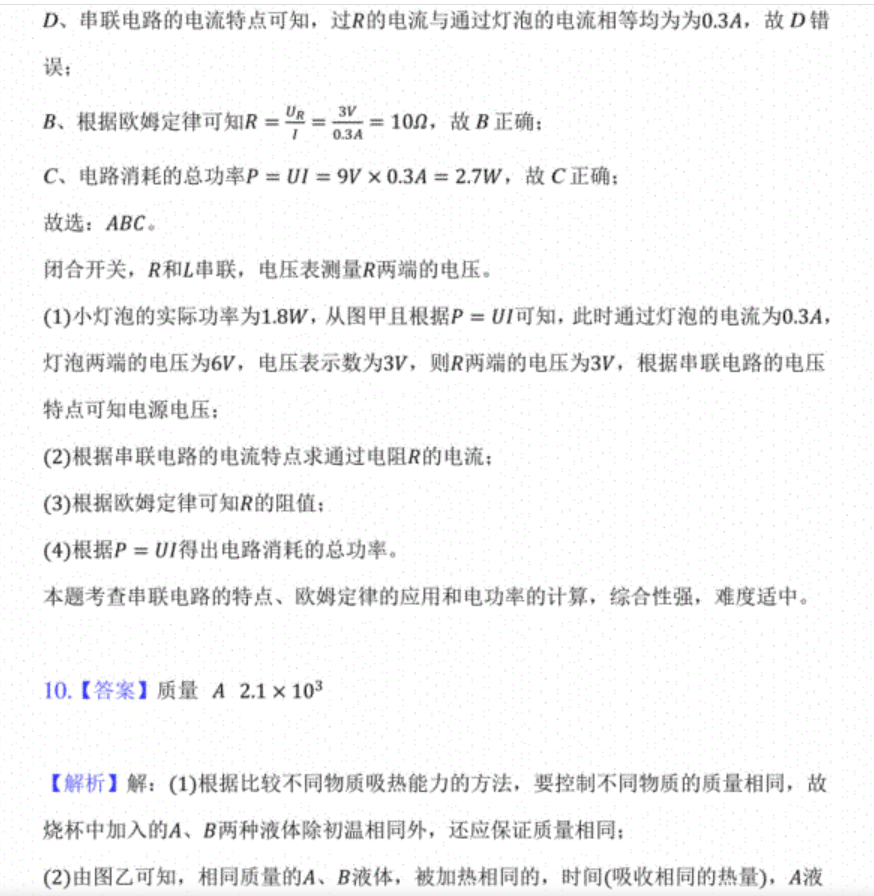 D、串联电路的电流特点可知，过R的电流与通过灯泡的电流相等均为为0.3A，故 D 错
误；
B、根据欧姆定律可知R = U_R/I = 3V/0.3A = 10Ω，故 B 正确；
C、电路消耗的总功率P = UI = 9V × 0.3A = 2.7W，故 C 正确；
故选：ABC。
闭合开关，R和L串联，电压表测量R两端的电压。
(1)小灯泡的实际功率为1.8W，从图甲且根据P = UI可知，此时通过灯泡的电流为0.3A，
灯泡两端的电压为6V，电压表示数为3V，则R两端的电压为3V，根据串联电路的电压
特点可知电源电压；
(2)根据串联电路的电流特点求通过电阻R的电流；
(3)根据欧姆定律可知R的阻值；
(4)根据P = UI得出电路消耗的总功率。
本题考查串联电路的特点、欧姆定律的应用和电功率的计算，综合性强，难度适中。
10.【答案】质量 A 2.1 × 10³
【解析】解：(1)根据比较不同物质吸热能力的方法，要控制不同物质的质量相同，故
烧杯中加入的A、B两种液体除初温相同外，还应保证质量相同；
(2)由图乙可知，相同质量的A、B液体，被加热相同的，时间(吸收相同的热量)，A液